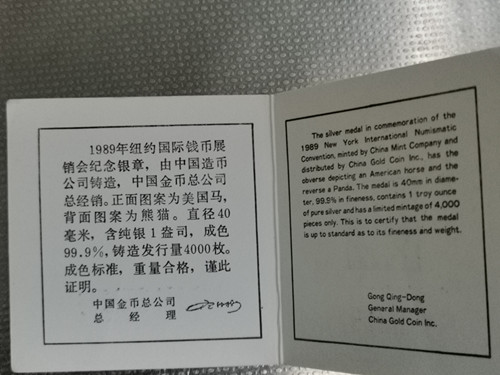 1989年纽约国际钱币展
销会纪念银章，由中国造币
公司铸造，中国金币总公司
总经销。正面图案为美国马，
背面图案为熊猫。直径40
毫米，含纯银1盎司，成色
99.9%，铸造发行量4000枚。
成色标准，重量合格，谨此
证明。
中国金币总公司
总经理
The silver medal in commemoration of the
1989 New York International Numismatic
Convention, minted by China Mint Company and
distributed by China Gold Coin Inc., has the
obverse depicting an American horse and the
reverse a Panda. The medal is 40mm in diame-
ter, 99.9% in fineness, contains 1 troy ounce
of pure silver and has a limited mintage of 4,000
pieces only. This is to certify that the medal
is up to standard as to its fineness and weight.
Gong Qing-Dong
General Manager
China Gold Coin Inc.